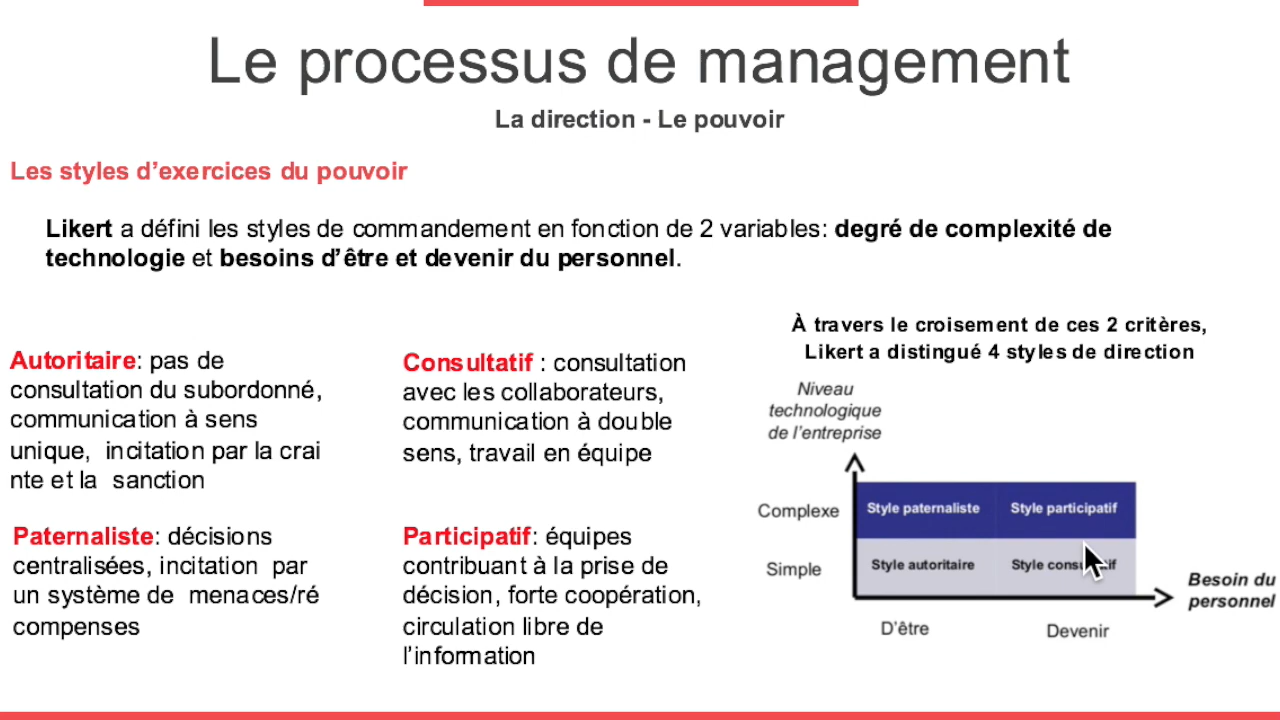 Le processus de management
La direction - Le pouvoir
Les styles d’exercices du pouvoir
Likert a défini les styles de commandement en fonction de 2 variables: degré de complexité de
technologie et besoins d’être et devenir du personnel.
Autoritaire: pas de
consultation du subordonné,
communication à sens
unique, incitation par la crai
nte et la sanction
Paternaliste: décisions
centralisées, incitation par
un système de menaces/ré
compenses
Consultatif : consultation
avec les collaborateurs,
communication à double
sens, travail en équipe
Participatif: équipes
contribuant à la prise de
décision, forte coopération,
circulation libre de
l’information
À travers le croisement de ces 2 critères,
Likert a distingué 4 styles de direction
Niveau
technologique
de l’entreprise
Complexe
Style paternaliste
Style participatif
Simple
Style autoritaire
Style
Besoin du
personnel
D’être
Devenir